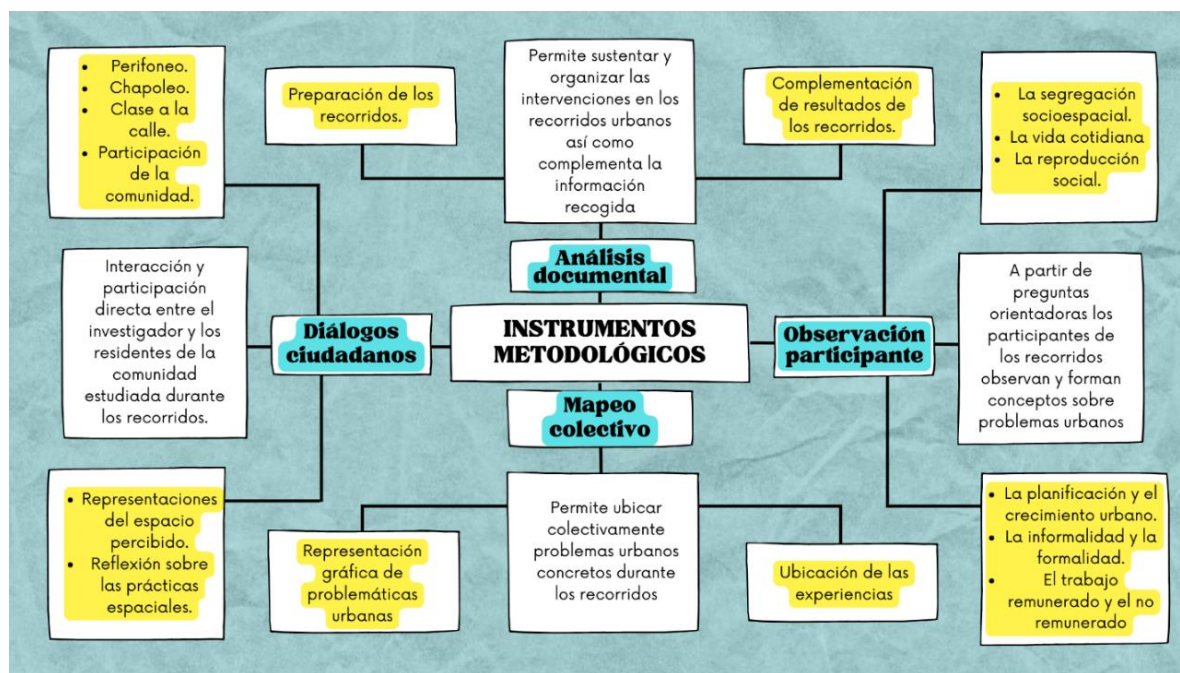 • Perifoneo.
• Chapoleo.
• Clase a la
calle.
• Participación
de la
comunidad.
Preparación de los
recorridos.
Permite sustentar y
organizar las
intervenciones en los
recorridos urbanos
así como
complementa la
información
recogida
Complementación
de resultados de
los recorridos.
• La segregación
socioespacial.
• La vida cotidiana
• La reproducción
social.
Análisis
documental
Interacción y
participación
directa entre el
investigador y los
residentes de la
comunidad
estudiada durante
los recorridos.
Diálogos
ciudadanos
INSTRUMENTOS
METODOLÓGICOS
Observación
participante
A partir de
preguntas
orientadoras los
participantes de
los recorridos
observan y forman
conceptos sobre
problemas urbanos
Mapeo
colectivo
• Representaciones
del espacio
percibido.
• Reflexión sobre
las prácticas
espaciales.
Representación
gráfica de
problemáticas
urbanas
Permite ubicar
colectivamente
problemas urbanos
concretos durante
los recorridos
Ubicación de las
experiencias
• La planificación y el
crecimiento urbano.
• La informalidad y la
formalidad.
• El trabajo
remunerado y el no
remunerado